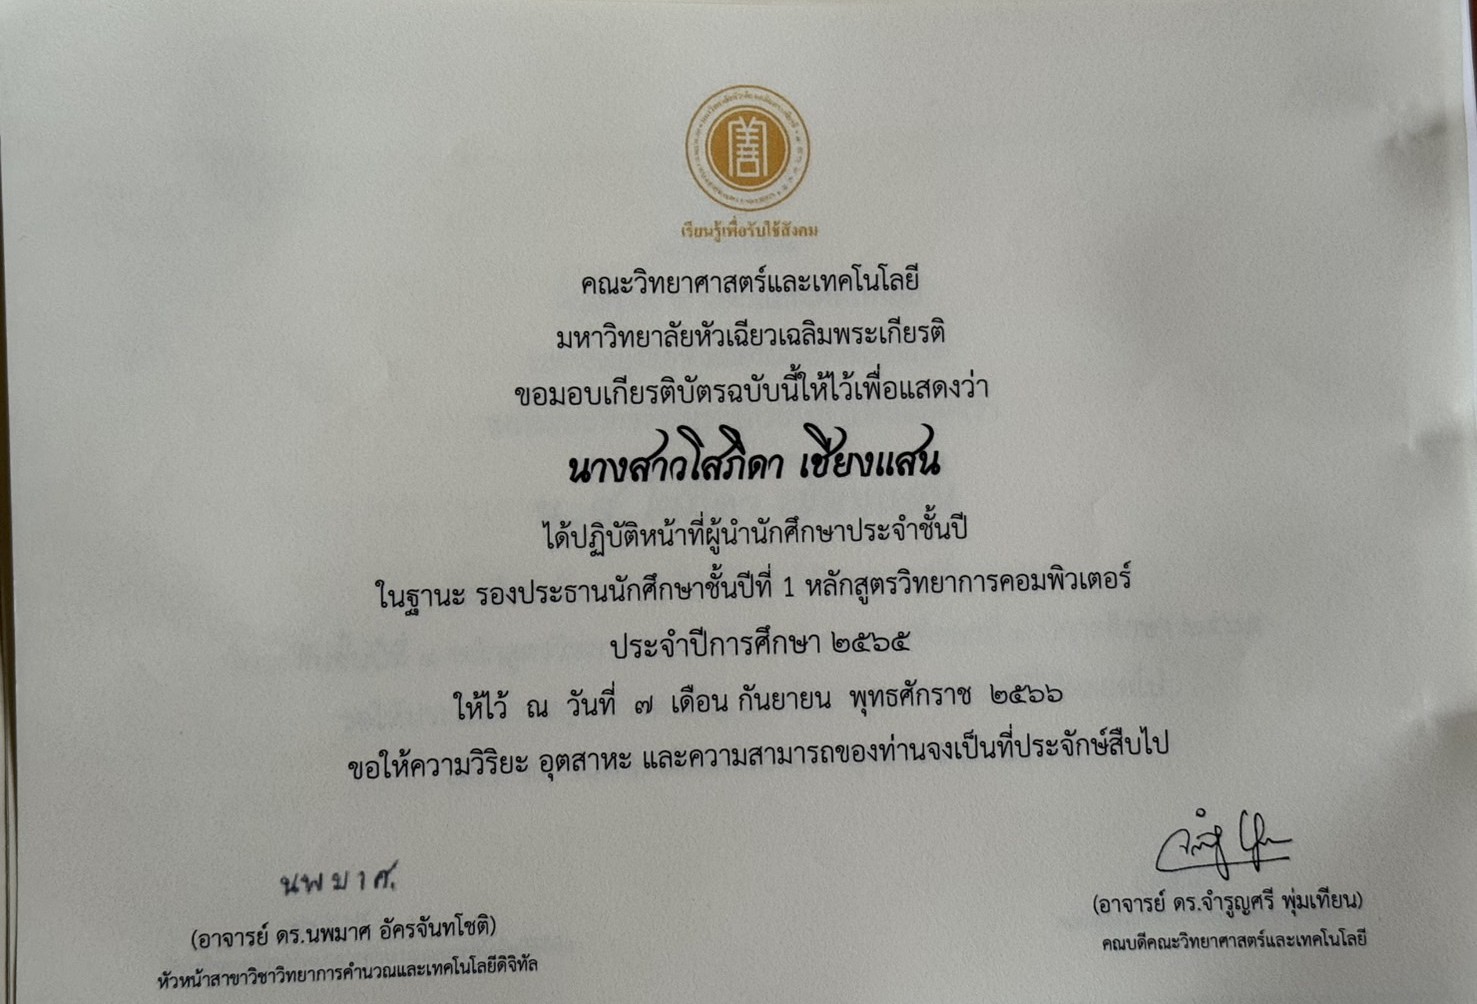 เรียนรู้เพื่อรับใช้สังคม
คณะวิทยาศาสตร์และเทคโนโลยี
มหาวิทยาลัยหัวเฉียวเฉลิมพระเกียรติ
ขอมอบเกียรติบัตรฉบับนี้ให้ไว้เพื่อแสดงว่า
นางสาวโสภิดา เชียงแสน
ได้ปฏิบัติหน้าที่ผู้นำนักศึกษาประจำชั้นปี
ในฐานะ รองประธานนักศึกษาชั้นปีที่ 1 หลักสูตรวิทยาการคอมพิวเตอร์
ประจำปีการศึกษา ๒๕๖๕
ให้ไว้ ณ วันที่ ๗ เดือน กันยายน พุทธศักราช ๒๕๖๖
ขอให้ความวิริยะ อุตสาหะ และความสามารถของท่านจงเป็นที่ประจักษ์สืบไป
นพมาศ.
(อาจารย์ ดร.นพมาศ อัครจันทโชติ)
หัวหน้าสาขาวิชาวิทยาการคำนวณและเทคโนโลยีดิจิทัล
(อาจารย์ ดร.จำรูญศรี พุ่มเทียน)
คณบดีคณะวิทยาศาสตร์และเทคโนโลยี